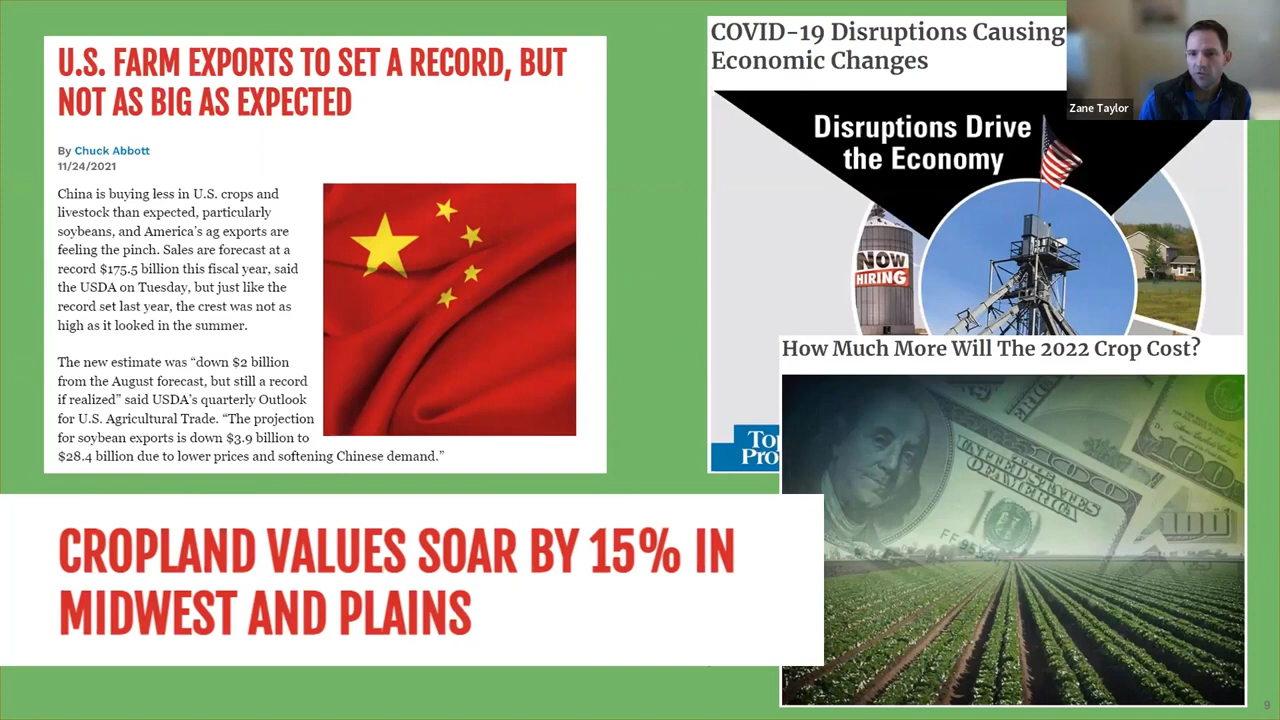 U.S. FARM EXPORTS TO SET A RECORD, BUT
NOT AS BIG AS EXPECTED
By Chuck Abbott
11/24/2021
China is buying less in U.S. crops and
livestock than expected, particularly
soybeans, and America's ag exports are
feeling the pinch. Sales are forecast at a
record $175.5 billion this fiscal year, said
the USDA on Tuesday, but just like the
record set last year, the crest was not as
high as it looked in the summer.
The new estimate was “down $2 billion
from the August forecast, but still a record
if realized” said USDA's quarterly Outlook
for U.S. Agricultural Trade. “The projection
for soybean exports is down $3.9 billion to
$28.4 billion due to lower prices and softening Chinese demand.”
COVID-19 Disruptions Causing
Economic Changes
Zane Taylor
Disruptions Drive
the Economy
NOW
HIRING
How Much More Will The 2022 Crop Cost?
UNITED STATES
OF AMERICA
100
100
CROPLAND VALUES SOAR BY 15% IN
MIDWEST AND PLAINS
9